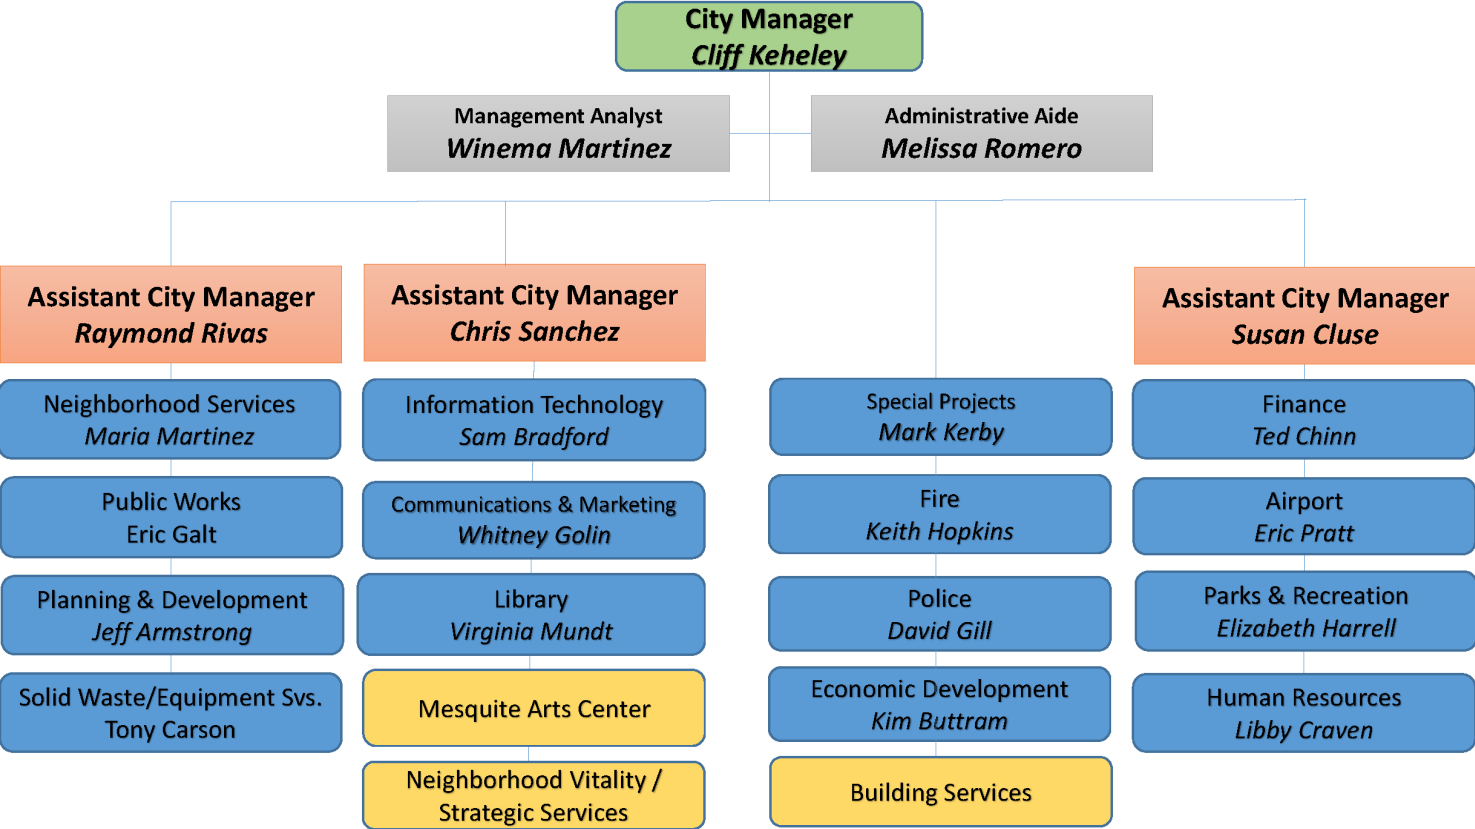 City Manager
Cliff Keheley
Management Analyst
Winema Martinez
Administrative Aide
Melissa Romero
Assistant City Manager
Raymond Rivas
Neighborhood Services
Maria Martinez
Public Works
Eric Galt
Planning & Development
Jeff Armstrong
Solid Waste/Equipment Svs.
Tony Carson
Assistant City Manager
Chris Sanchez
Information Technology
Sam Bradford
Communications & Marketing
Whitney Golin
Library
Virginia Mundt
Mesquite Arts Center
Neighborhood Vitality /
Strategic Services
Special Projects
Mark Kerby
Fire
Keith Hopkins
Police
David Gill
Economic Development
Kim Buttram
Building Services
Assistant City Manager
Susan Cluse
Finance
Ted Chinn
Airport
Eric Pratt
Parks & Recreation
Elizabeth Harrell
Human Resources
Libby Craven